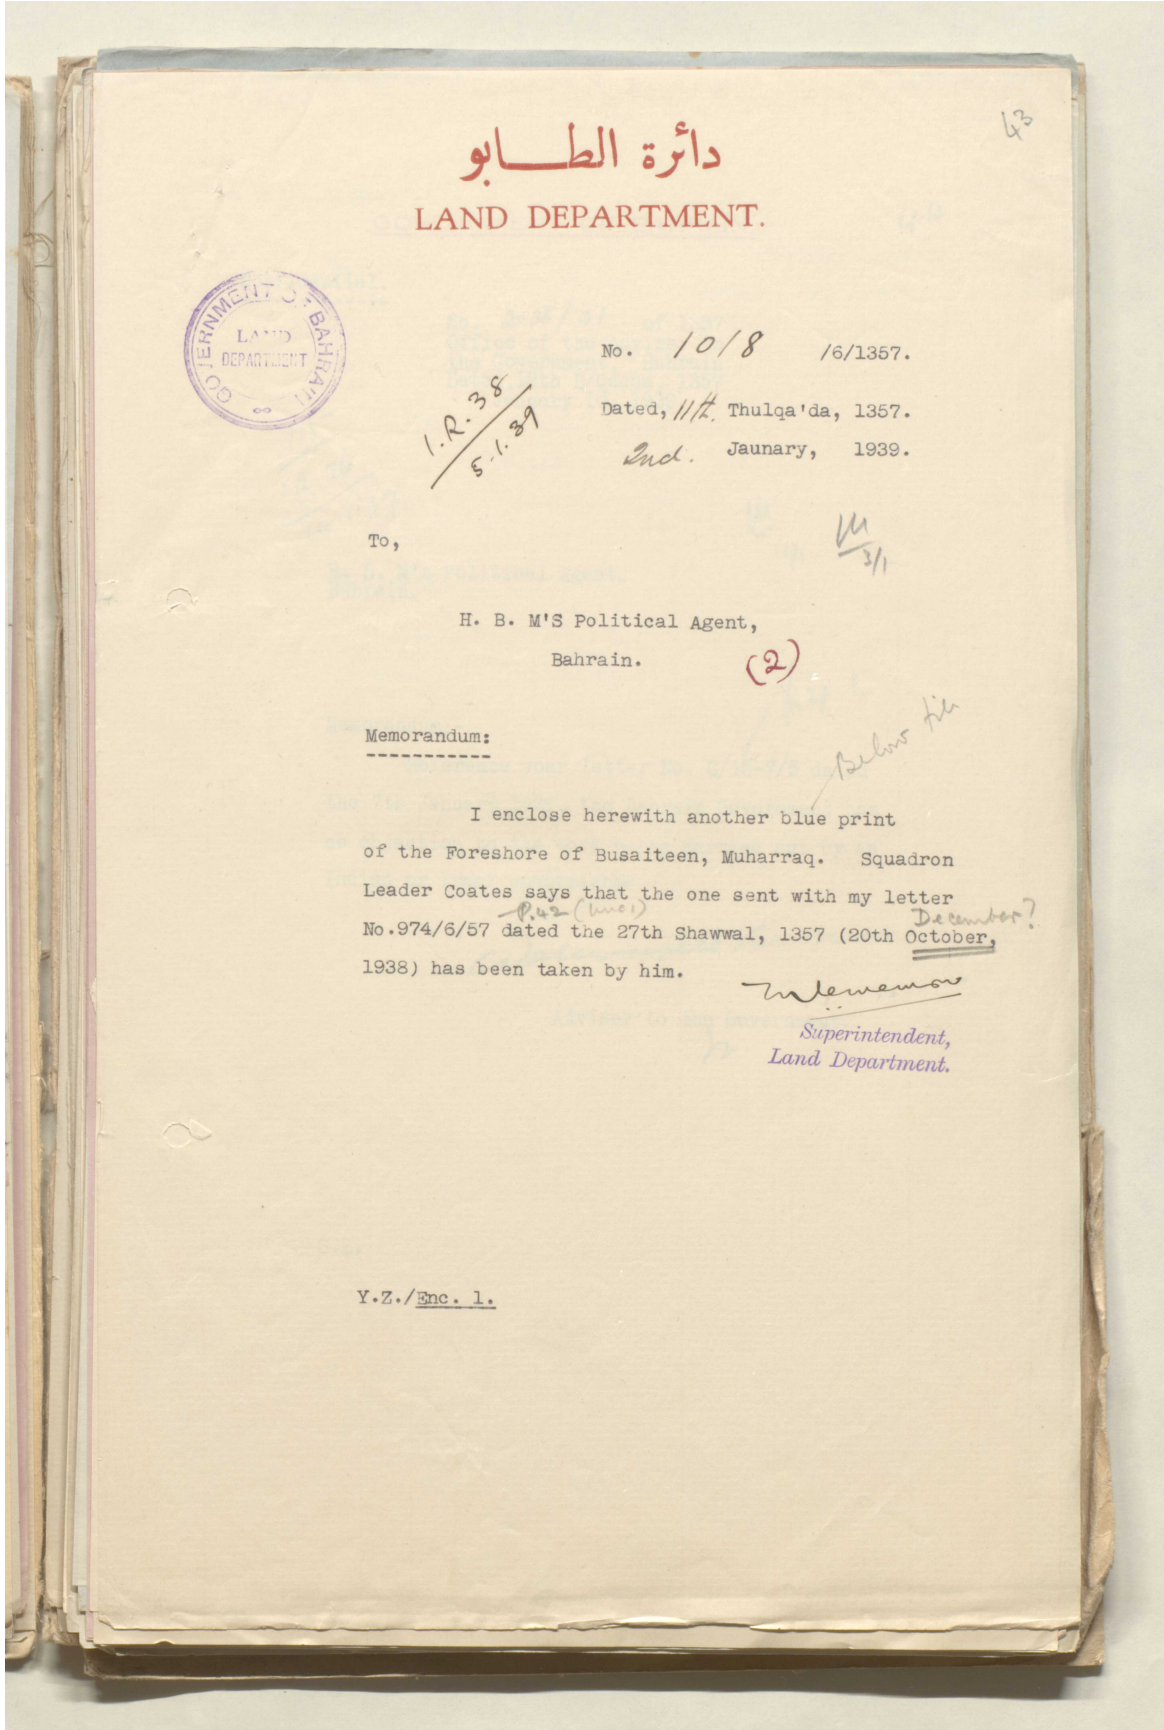 43
دائرة الطابو
LAND DEPARTMENT.
GOVERNMENT OF BAHRAIN
LAND
DEPARTMENT
No. 1018 /6/1357.
I.R. 38
5.1.39
Dated, 11th. Thulqa'da, 1357.
2nd. Jaunary, 1939.
To,
3/1
H. B. M'S Political Agent,
Bahrain.
(2)
Memorandum:
Below
I enclose herewith another blue print
of the Foreshore of Busaiteen, Muharraq. Squadron
Leader Coates says that the one sent with my letter
P.42
December?
No.974/6/57 dated the 27th Shawwal, 1357 (20th October,
1938) has been taken by him.
Superintendent,
Land Department.
Y.Z./Enc. 1.